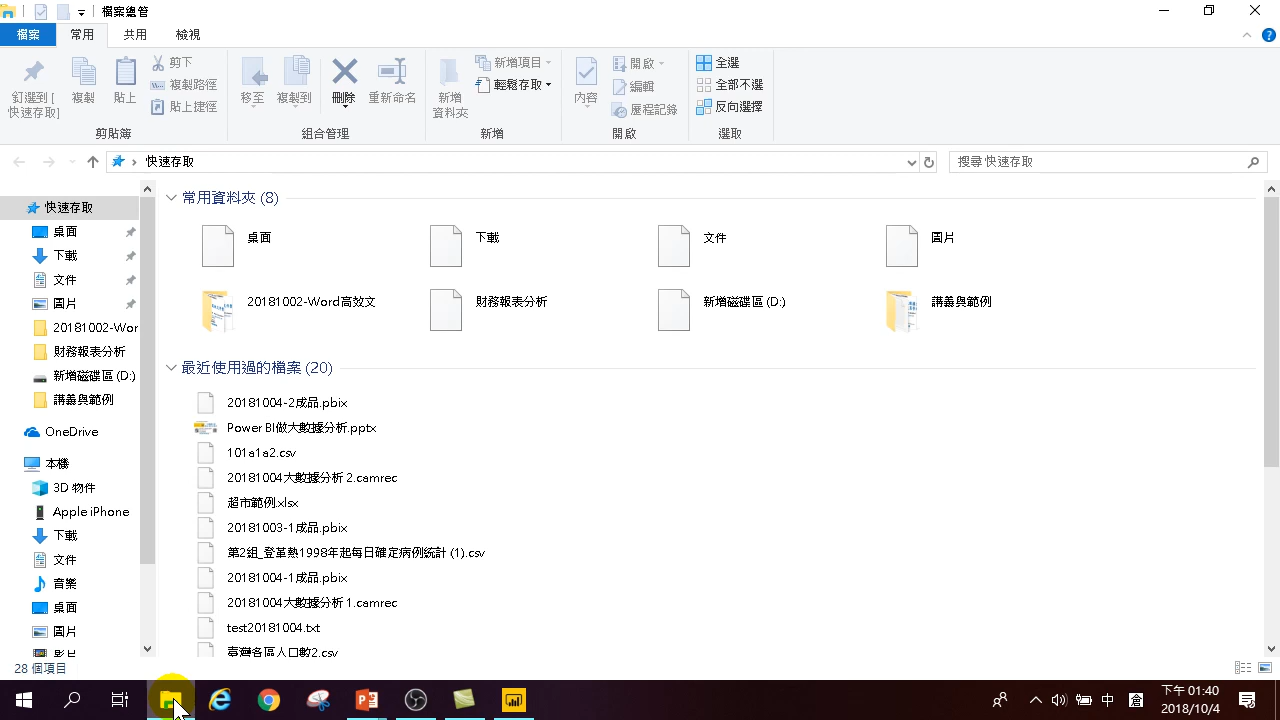 檔案總管
檔案
常用
共用
檢視
釘選到 [
快速存取]
複製
貼上
剪下
複製路徑
貼上捷徑
剪貼簿
移至
複製到
刪除
重新命名
組合管理
新增
資料夾
新增項目
輕鬆存取
新增
內容
開啟
編輯
歷程記錄
開啟
全選
全部不選
反向選擇
選取
快速存取
搜尋 快速存取
快速存取
桌面
下載
文件
圖片
20181002-Wor
財務報表分析
新增磁碟區 (D:)
講義與範例
OneDrive
本機
3D 物件
Apple iPhone
下載
文件
音樂
桌面
圖片
影片
常用資料夾 (8)
桌面
下載
文件
圖片
20181002-Word高效文
財務報表分析
新增磁碟區 (D:)
講義與範例
最近使用過的檔案 (20)
20181004-2成品.pbix
Power BI做大數據分析.pptx
101a1a2.csv
20181004大數據分析 2.camrec
超市範例.xlsx
20181003-1成品.pbix
第2組_登革熱1998年起每日確定病例統計 (1).csv
20181004-1成品.pbix
20181004大數據分析 1.camrec
test20181004.txt
臺灣各區人口數2.csv
28 個項目
中
下午 01:40
2018/10/4